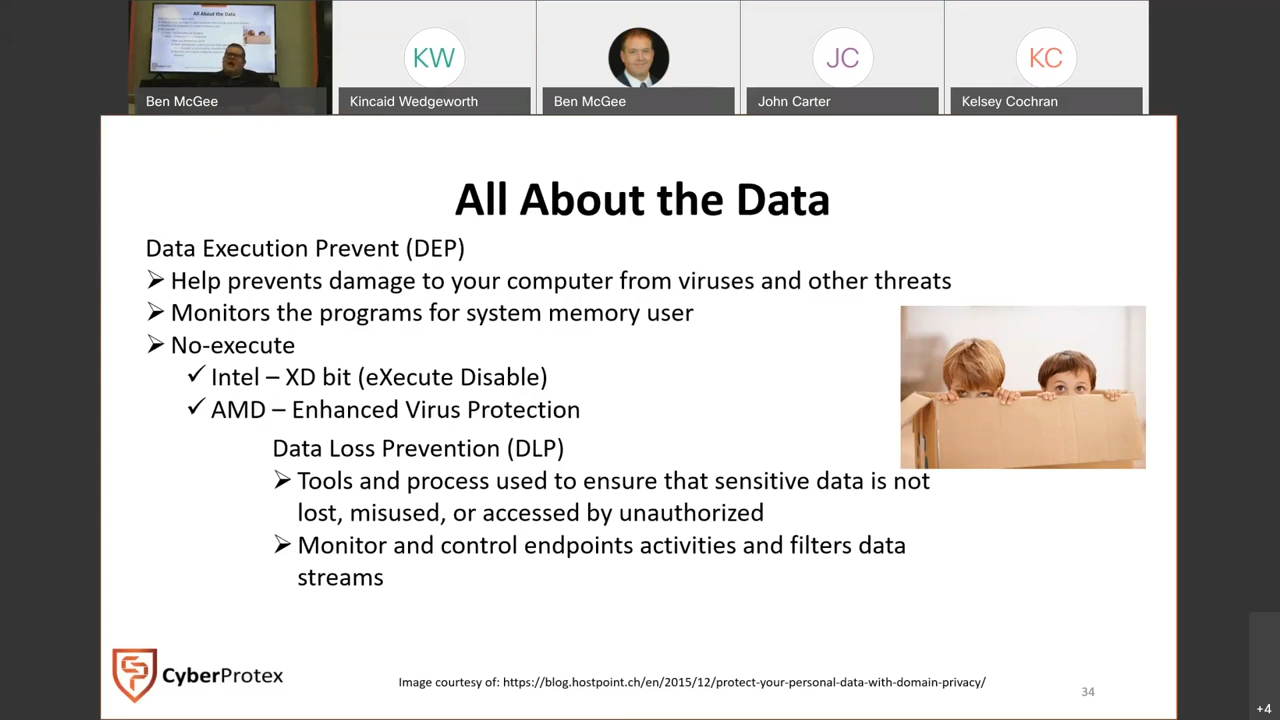 All About the Data
KW
JC
KC
Ben McGee
Kincaid Wedgeworth
Ben McGee
John Carter
Kelsey Cochran
All About the Data
Data Execution Prevent (DEP)
Help prevents damage to your computer from viruses and other threats
Monitors the programs for system memory user
No-execute
Intel – XD bit (eXecute Disable)
AMD – Enhanced Virus Protection
Data Loss Prevention (DLP)
Tools and process used to ensure that sensitive data is not
lost, misused, or accessed by unauthorized
Monitor and control endpoints activities and filters data
streams
CyberProtex
Image courtesy of: https://blog.hostpoint.ch/en/2015/12/protect-your-personal-data-with-domain-privacy/
34
+4